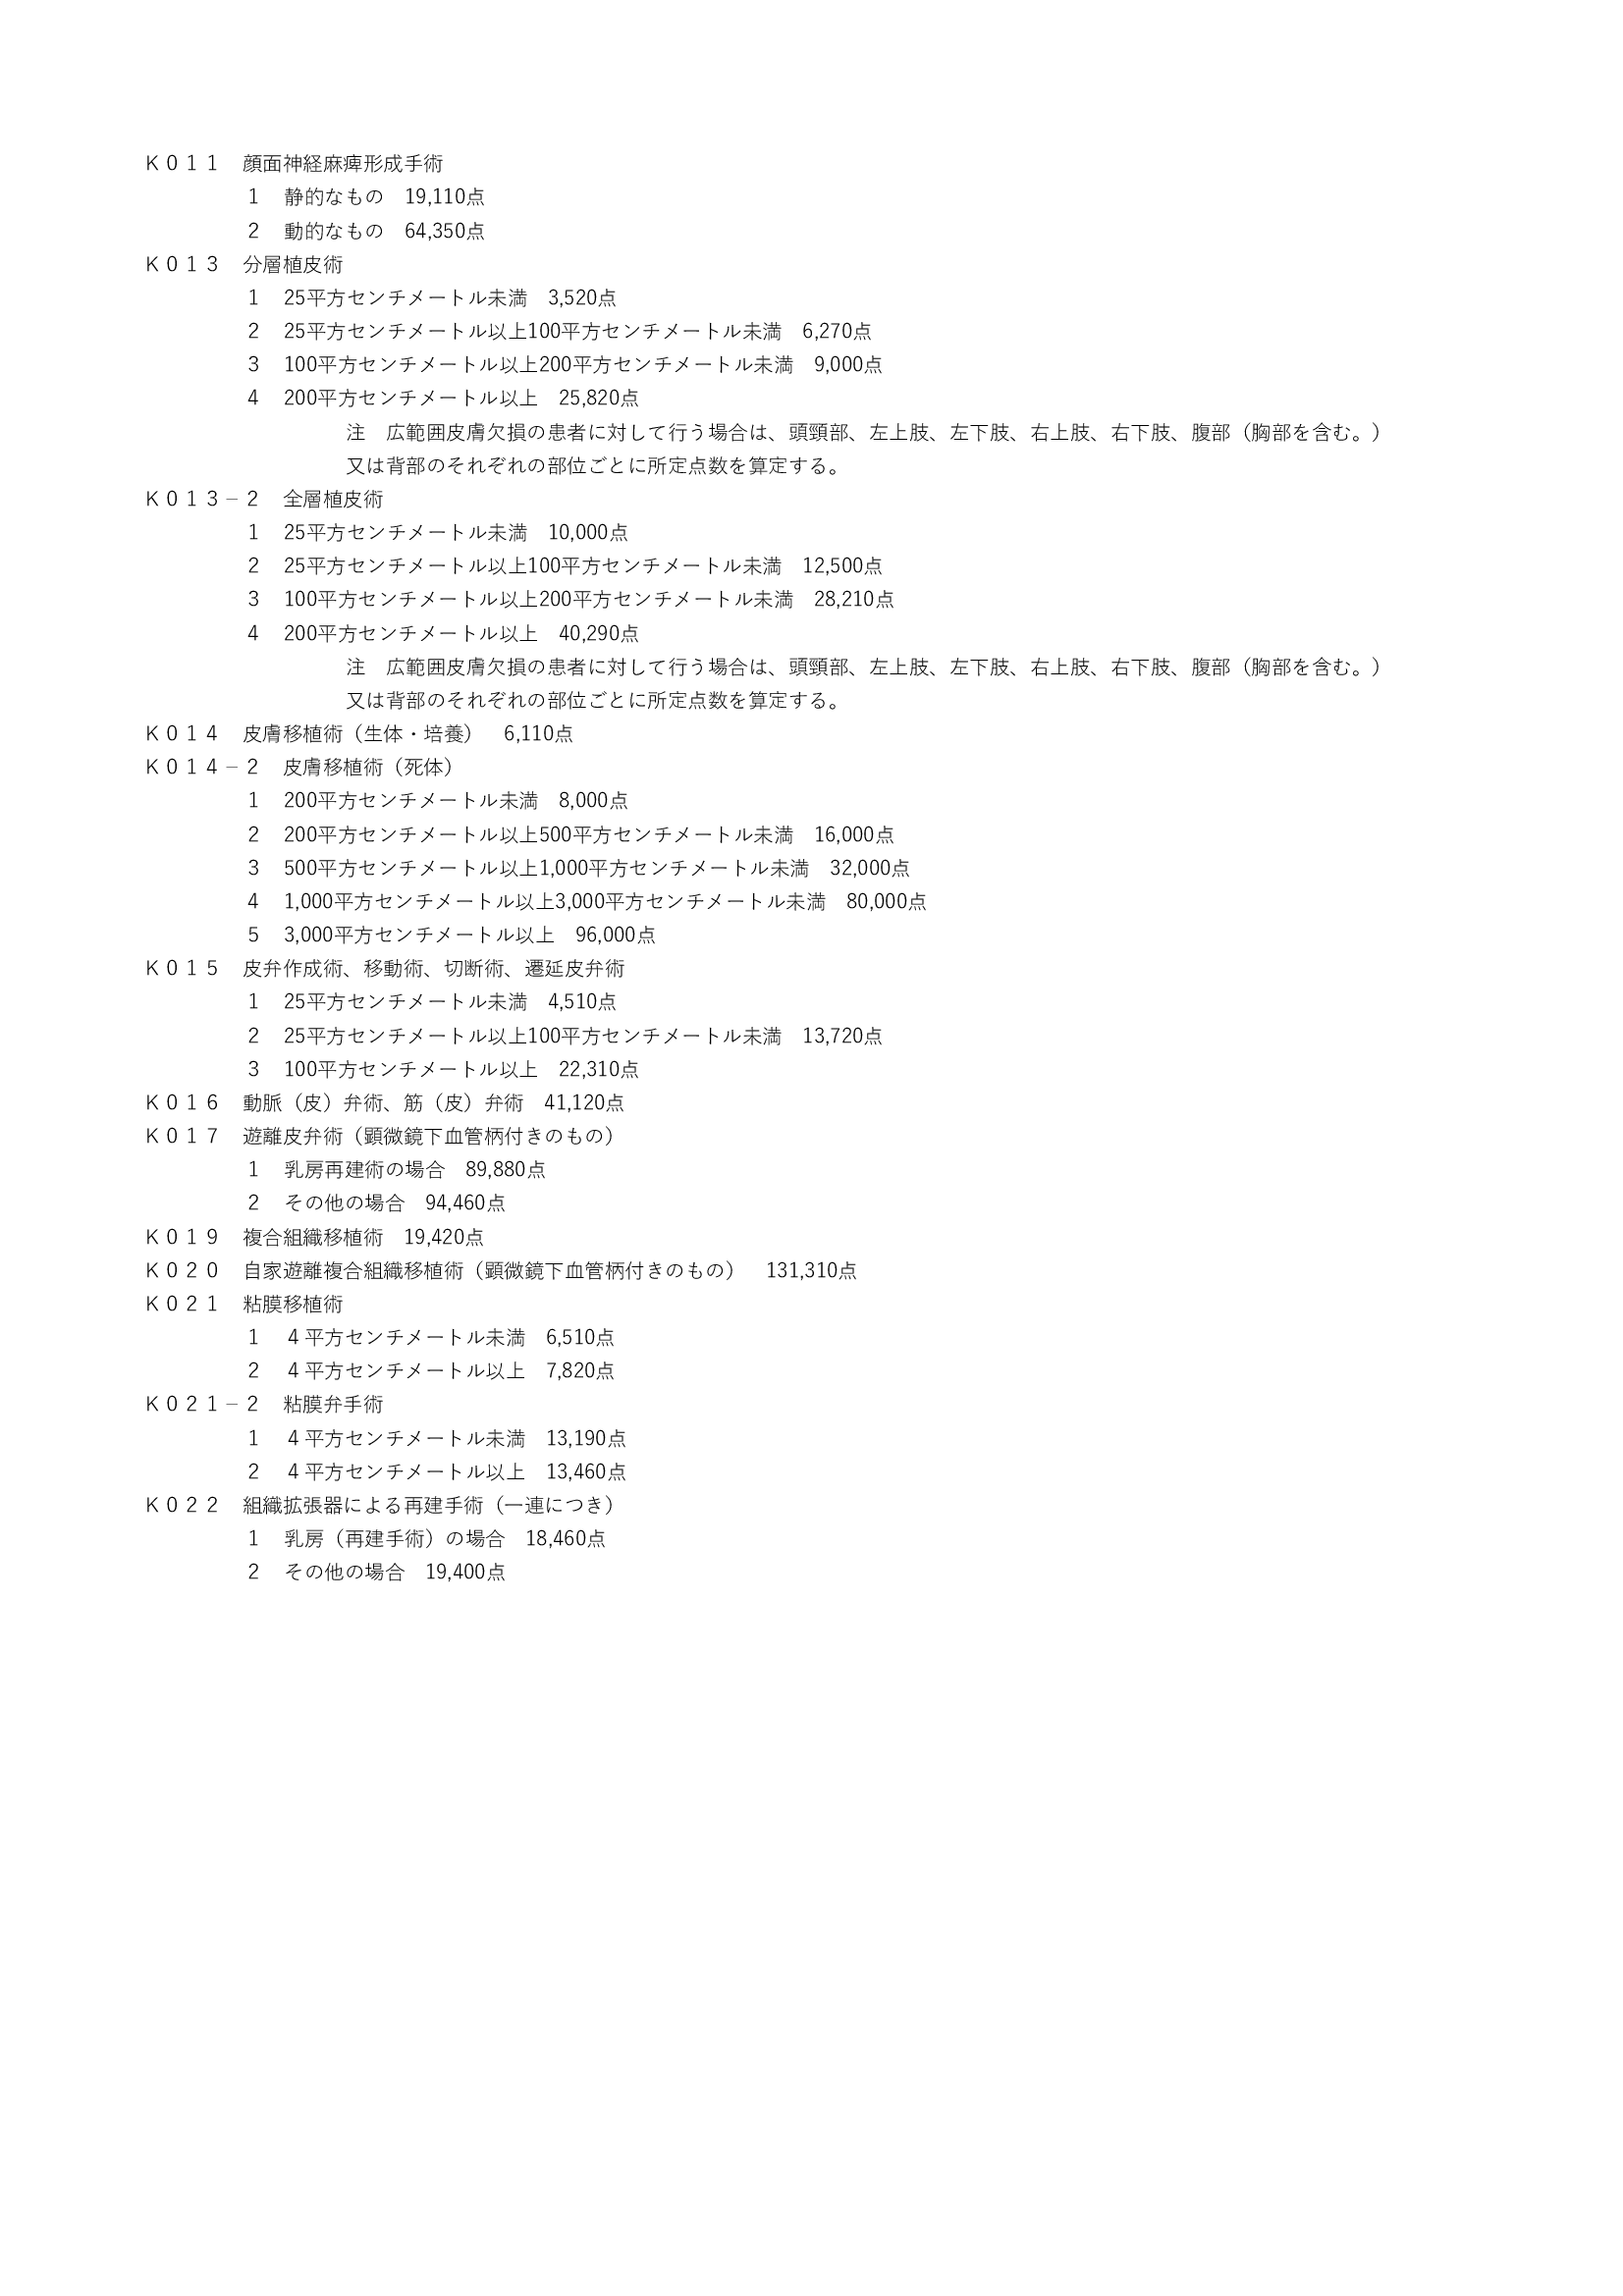 Ｋ０１１　顔面神経麻痺形成手術
１　静的なもの　19,110点
２　動的なもの　64,350点
Ｋ０１３　分層植皮術
１　25平方センチメートル未満　3,520点
２　25平方センチメートル以上100平方センチメートル未満　6,270点
３　100平方センチメートル以上200平方センチメートル未満　9,000点
４　200平方センチメートル以上　25,820点
注　広範囲皮膚欠損の患者に対して行う場合は、頭頸部、左上肢、左下肢、右上肢、右下肢、腹部（胸部を含む。）
又は背部のそれぞれの部位ごとに所定点数を算定する。
Ｋ０１３－２　全層植皮術
１　25平方センチメートル未満　10,000点
２　25平方センチメートル以上100平方センチメートル未満　12,500点
３　100平方センチメートル以上200平方センチメートル未満　28,210点
４　200平方センチメートル以上　40,290点
注　広範囲皮膚欠損の患者に対して行う場合は、頭頸部、左上肢、左下肢、右上肢、右下肢、腹部（胸部を含む。）
又は背部のそれぞれの部位ごとに所定点数を算定する。
Ｋ０１４　皮膚移植術（生体・培養）　6,110点
Ｋ０１４－２　皮膚移植術（死体）
１　200平方センチメートル未満　8,000点
２　200平方センチメートル以上500平方センチメートル未満　16,000点
３　500平方センチメートル以上1,000平方センチメートル未満　32,000点
４　1,000平方センチメートル以上3,000平方センチメートル未満　80,000点
５　3,000平方センチメートル以上　96,000点
Ｋ０１５　皮弁作成術、移動術、切断術、遷延皮弁術
１　25平方センチメートル未満　4,510点
２　25平方センチメートル以上100平方センチメートル未満　13,720点
３　100平方センチメートル以上　22,310点
Ｋ０１６　動脈（皮）弁術、筋（皮）弁術　41,120点
Ｋ０１７　遊離皮弁術（顕微鏡下血管柄付きのもの）
１　乳房再建術の場合　89,880点
２　その他の場合　94,460点
Ｋ０１９　複合組織移植術　19,420点
Ｋ０２０　自家遊離複合組織移植術（顕微鏡下血管柄付きのもの）　131,310点
Ｋ０２１　粘膜移植術
１　４平方センチメートル未満　6,510点
２　４平方センチメートル以上　7,820点
Ｋ０２１－２　粘膜弁手術
１　４平方センチメートル未満　13,190点
２　４平方センチメートル以上　13,460点
Ｋ０２２　組織拡張器による再建手術（一連につき）
１　乳房（再建手術）の場合　18,460点
２　その他の場合　19,400点